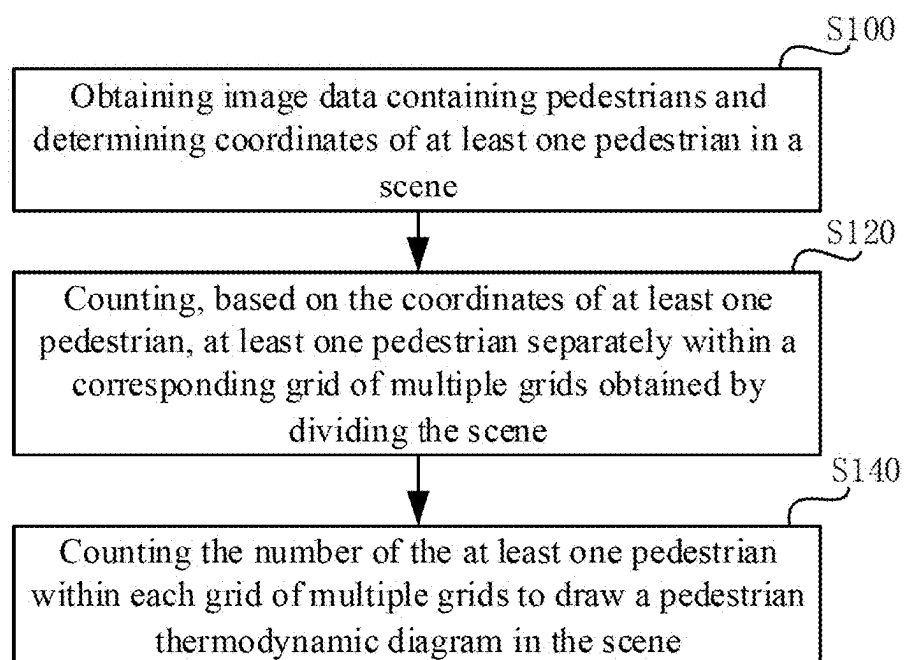 S100
Obtaining image data containing pedestrians and
determining coordinates of at least one pedestrian in a
scene
S120
Counting, based on the coordinates of at least one
pedestrian, at least one pedestrian separately within a
corresponding grid of multiple grids obtained by
dividing the scene
S140
Counting the number of the at least one pedestrian
within each grid of multiple grids to draw a pedestrian
thermodynamic diagram in the scene